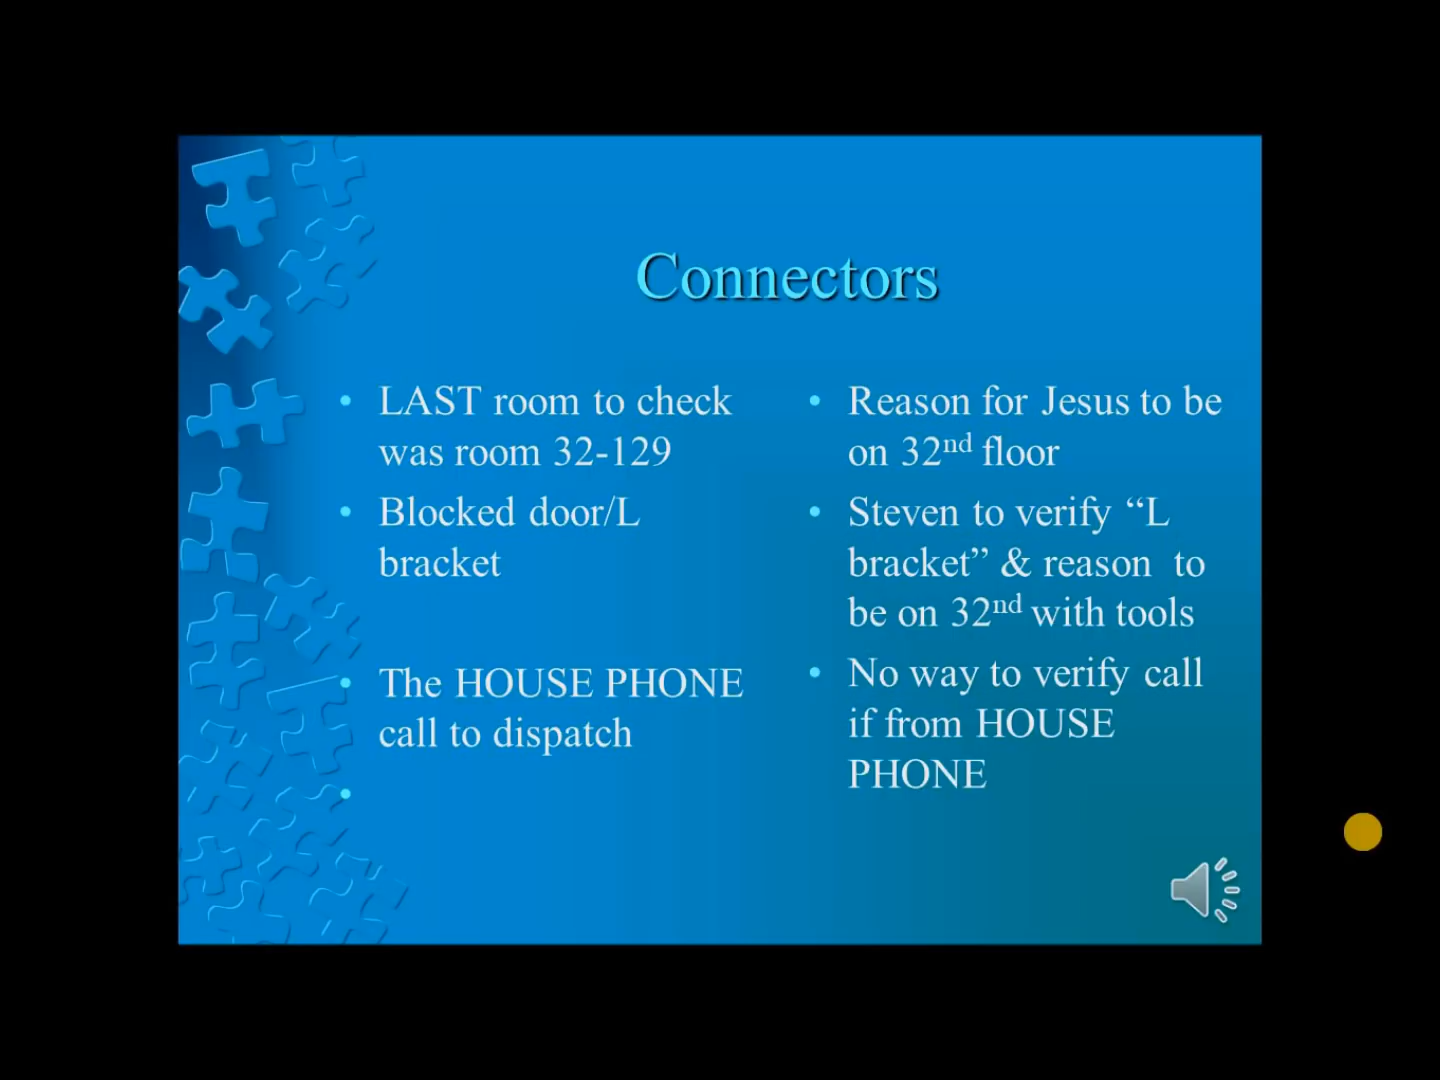 Connectors
• LAST room to check
was room 32-129
• Blocked door/L
bracket
• The HOUSE PHONE
call to dispatch
•
• Reason for Jesus to be
on 32nd floor
• Steven to verify “L
bracket” & reason  to
be on 32nd with tools
• No way to verify call
if from HOUSE
PHONE